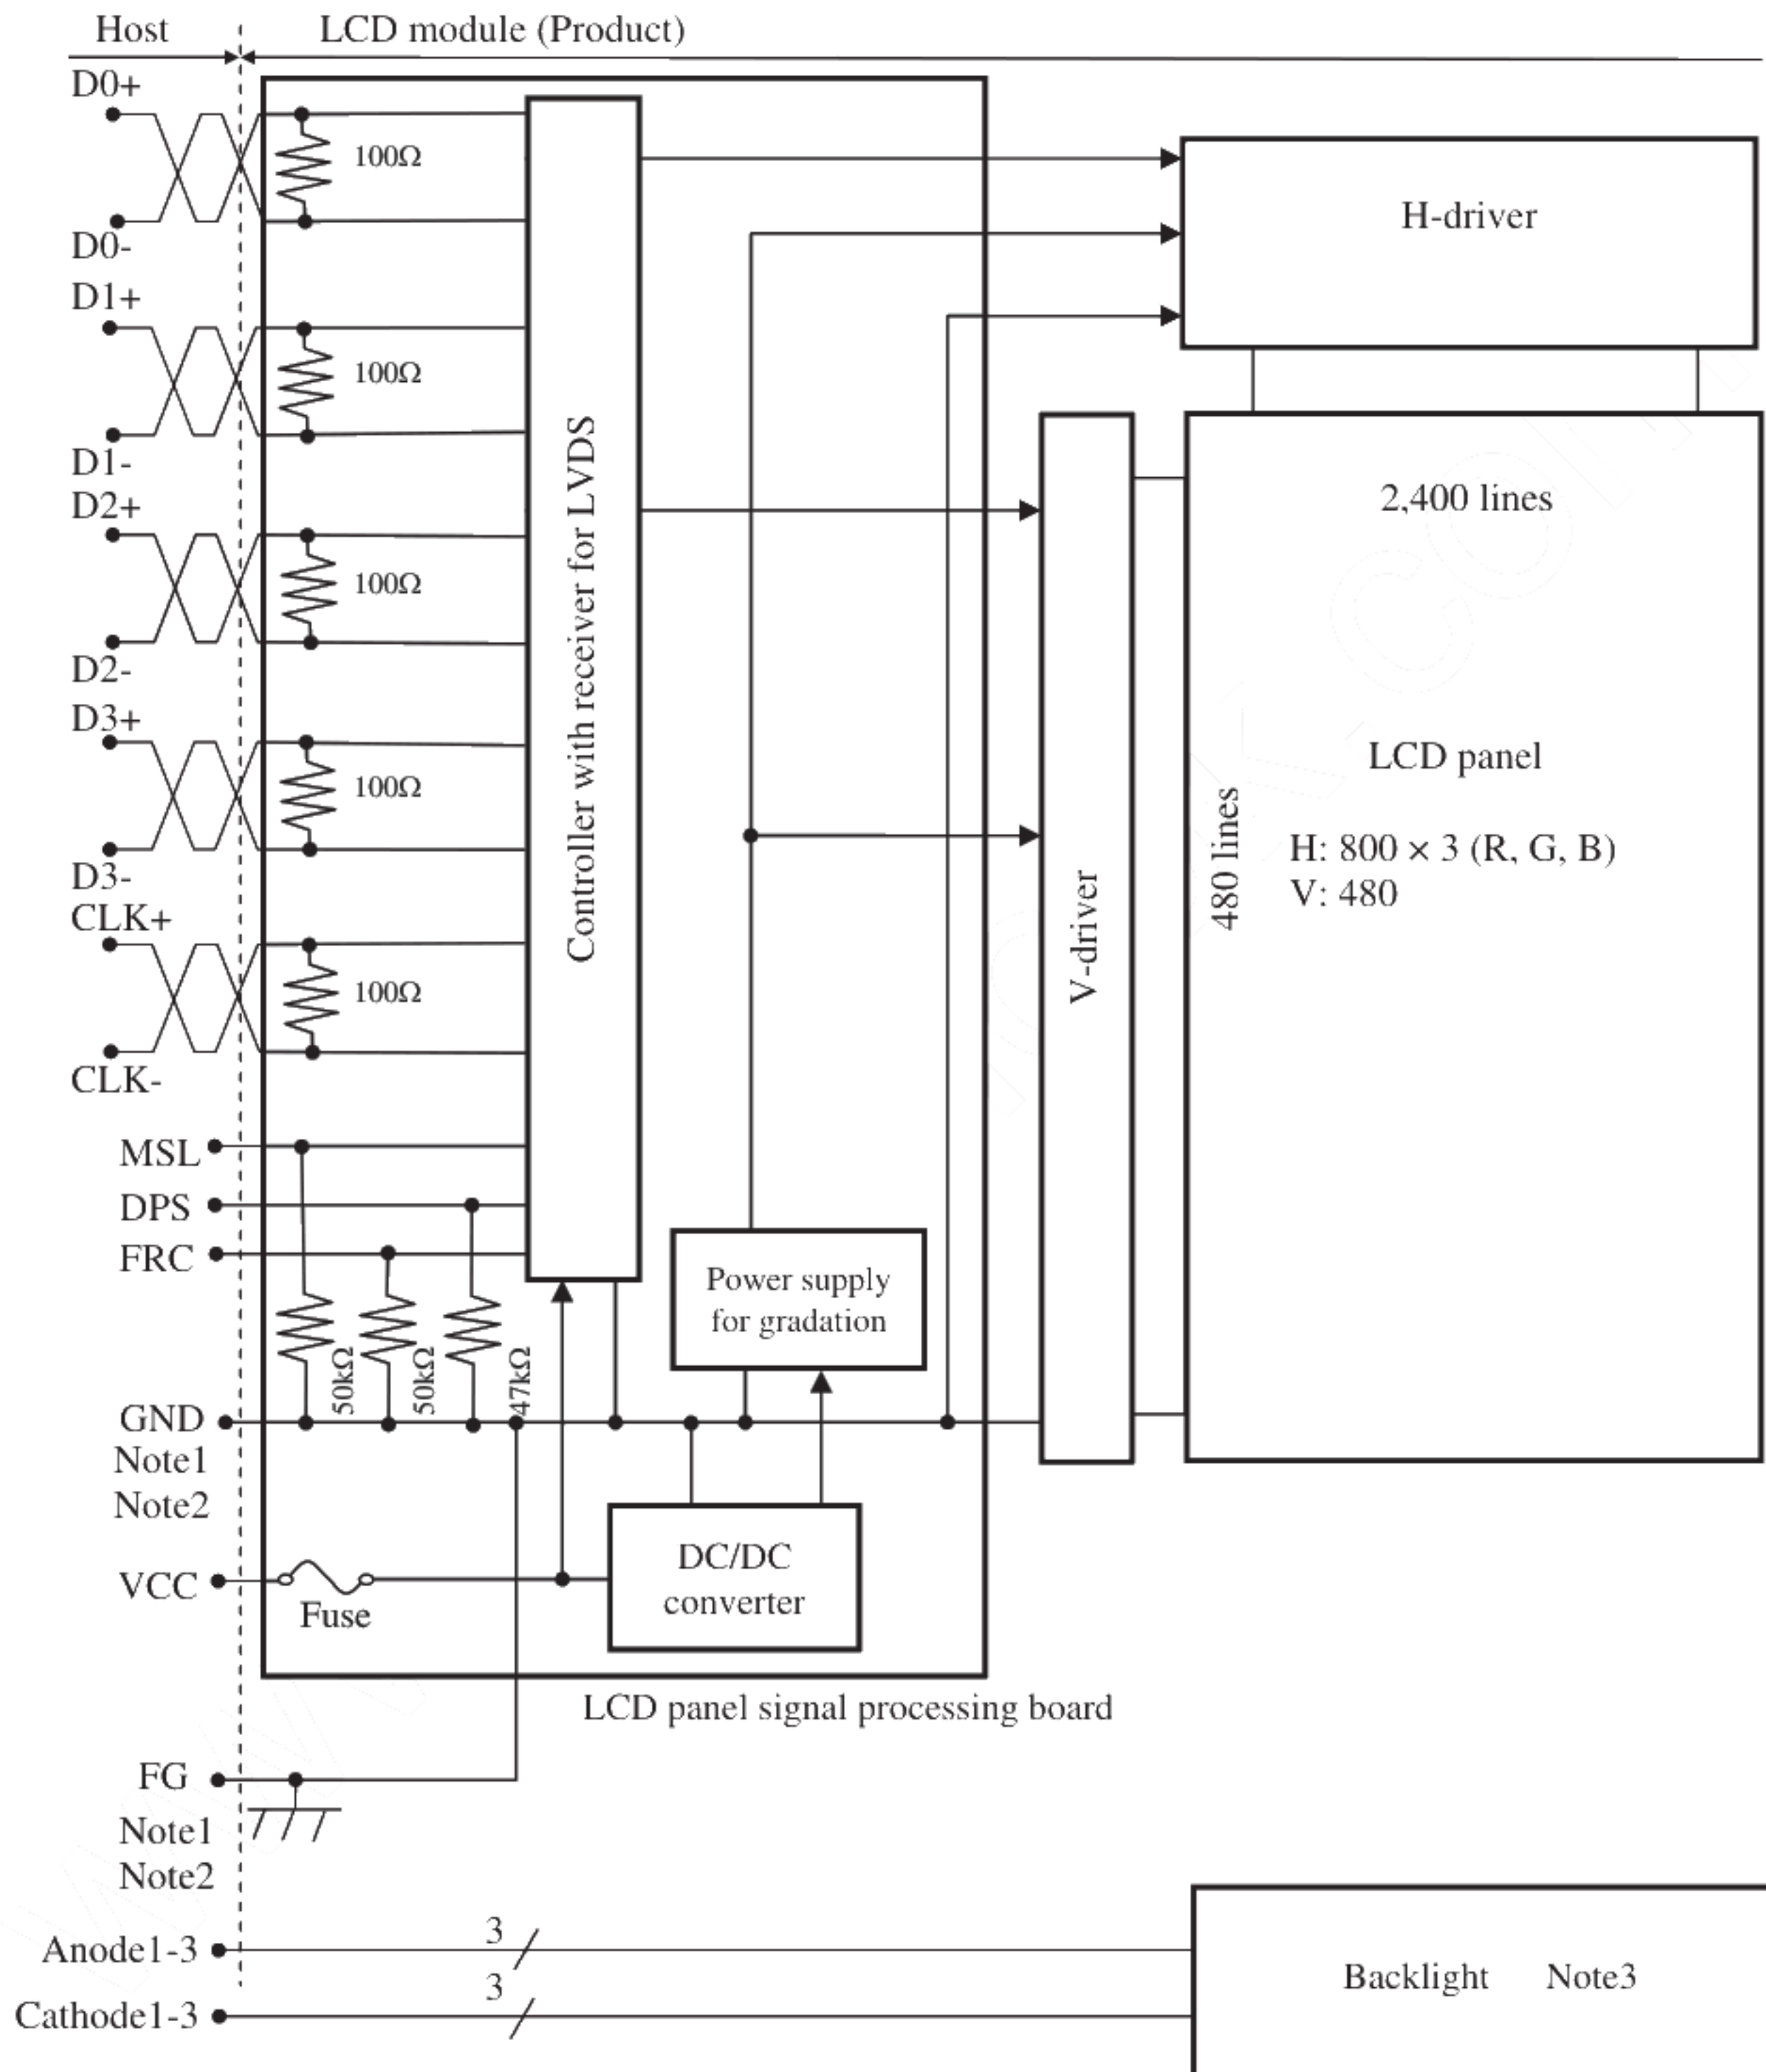 Host
LCD module (Product)
D0+
100Ω
D0-
H-driver
D1+
100Ω
D1-
D2+
100Ω
D2-
D3+
100Ω
D3-
CLK+
100Ω
CLK-
Controller with receiver for LVDS
2,400 lines
LCD panel
H: 800 × 3 (R, G, B)
V: 480
480 lines
V-driver
MSL
DPS
FRC
50kΩ
50kΩ
47kΩ
Power supply
for gradation
GND
Note1
Note2
DC/DC
converter
VCC
Fuse
LCD panel signal processing board
FG
Note1
Note2
Anode1-3
3
Cathode1-3
3
Backlight Note3